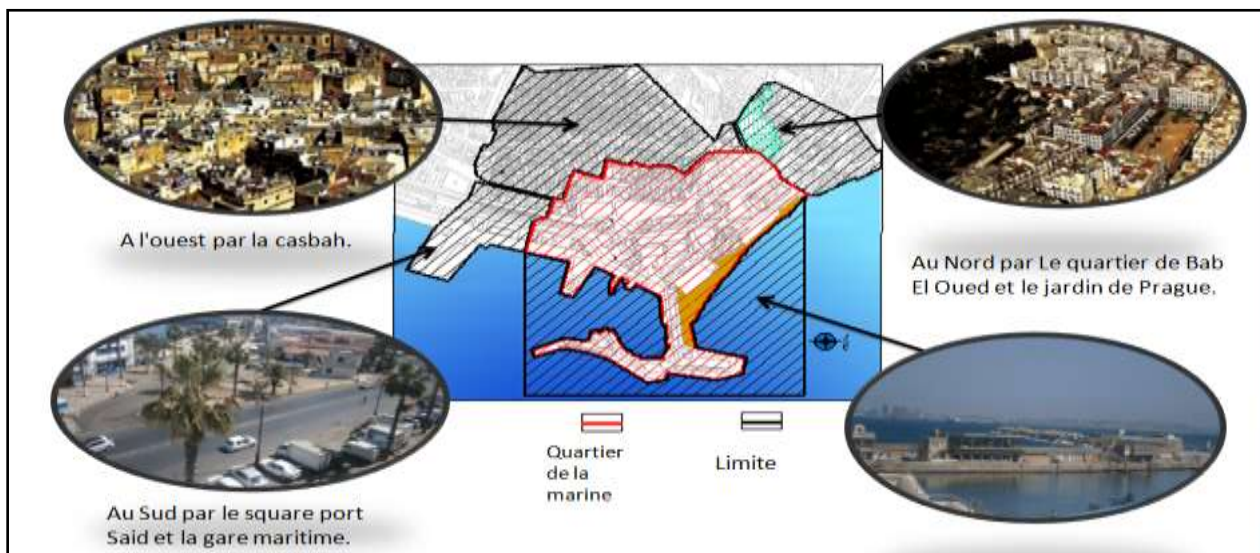 A l'ouest par la casbah.
Au Nord par Le quartier de Bab
El Oued et le jardin de Prague.
Quartier
de la
marine
Limite
Au Sud par le square port
Said et la gare maritime.